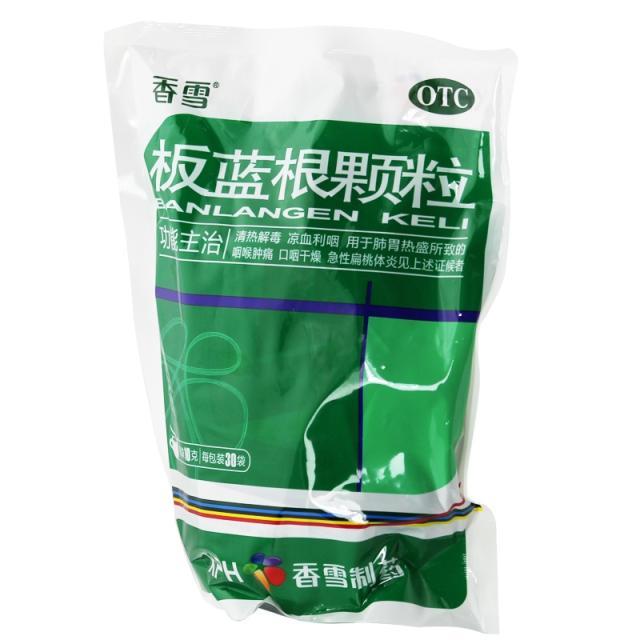 香雪®
OTC
板蓝根颗粒
BANLANGEN KELI
功能主治
清热解毒 凉血利咽 用于肺胃热盛所致的
咽喉肿痛 口咽干燥 急性扁桃体炎见上述证候者
10克 每包装30袋
香雪制药